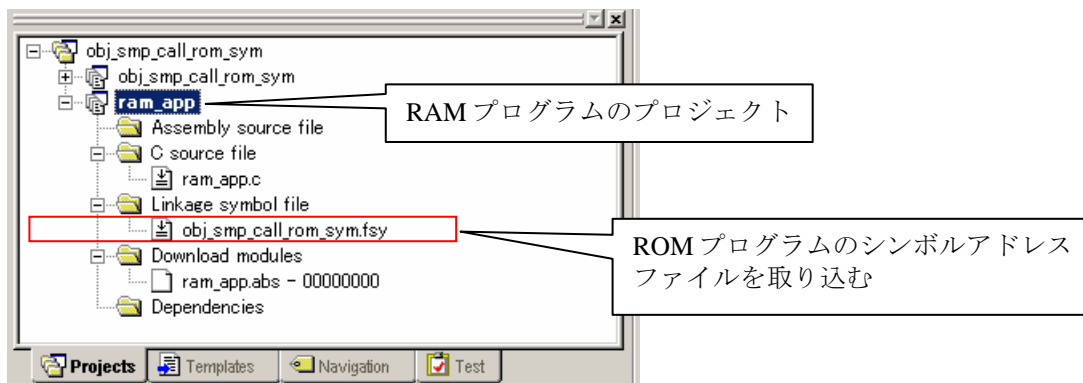 obj_smp_call_rom_sym
obj_smp_call_rom_sym
ram_app
Assembly source file
C source file
ram_app.c
Linkage symbol file
obj_smp_call_rom_sym.fsy
Download modules
ram_app.abs - 00000000
Dependencies
RAM プログラムのプロジェクト
ROM プログラムのシンボルアドレス
ファイルを取り込む
Projects Templates Navigation Test